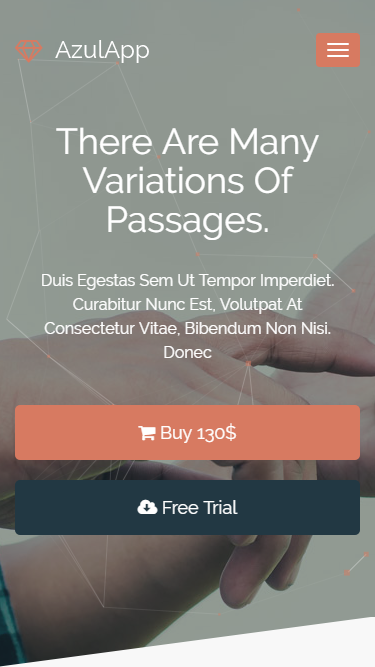 AzulApp
There Are Many
Variations Of
Passages.
Duis Egestas Sem Ut Tempor Imperdiet.
Curabitur Nunc Est, Volutpat At
Consectetur Vitae, Bibendum Non Nisi.
Donec
Buy 130$
Free Trial